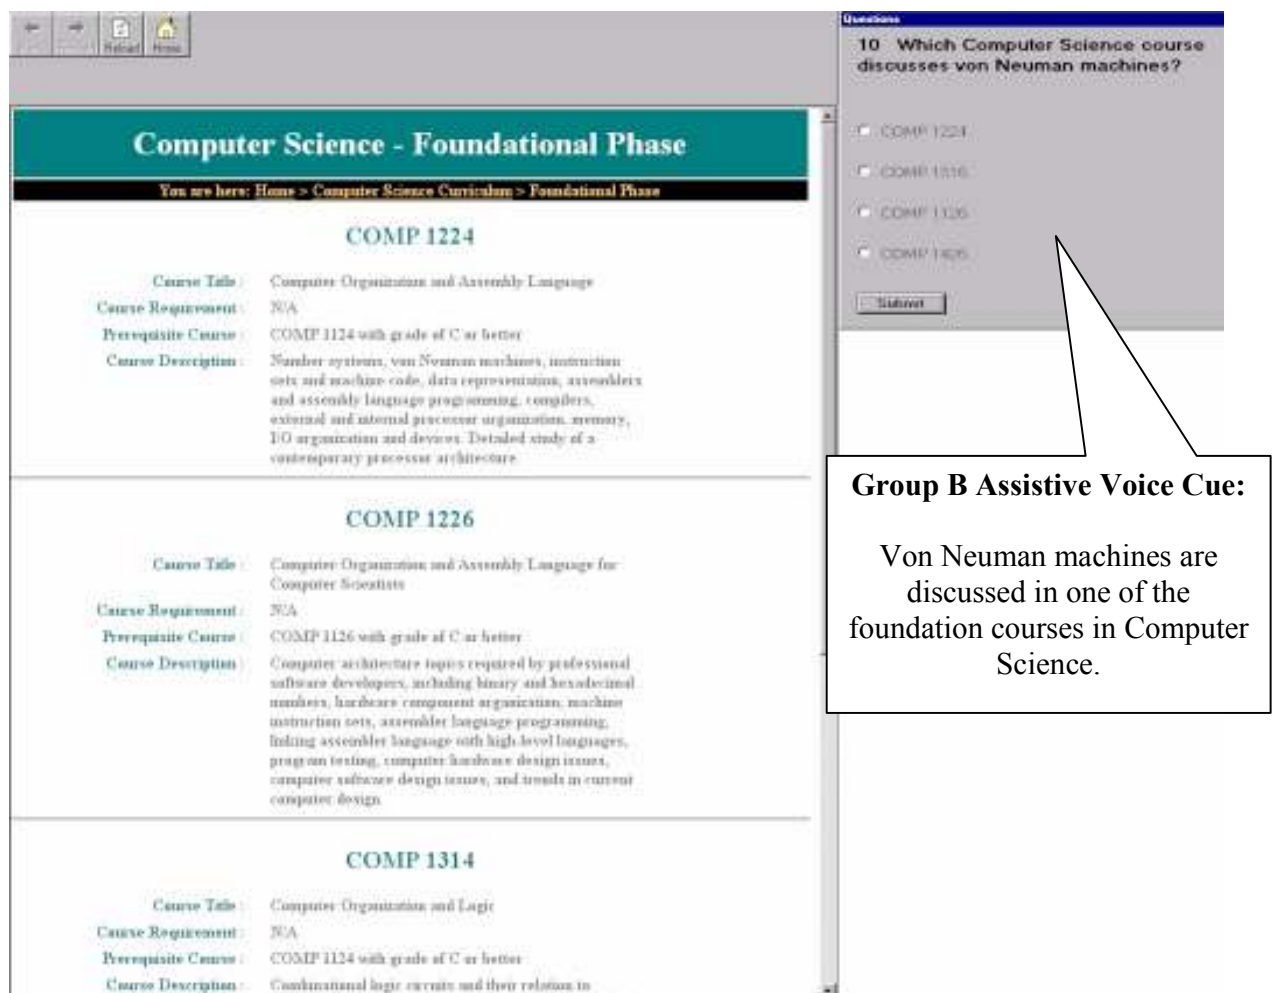 Reload Home
Computer Science - Foundational Phase
You are here: Home > Computer Science Curriculum > Foundational Phase
COMP 1224
Course Title : Computer Organization and Assembly Language
Course Requirement : N/A
Prerequisite Course : COMP 1124 with grade of C or better
Course Description : Number systems, von Neuman machines, instruction
sets and machine code, data representation, assemblers
and assembly language programming, compilers,
external and internal processor organization, memory,
I/O organization and devices. Detailed study of a
contemporary processor architecture.
COMP 1226
Course Title : Computer Organization and Assembly Language for
Computer Scientists
Course Requirement : N/A
Prerequisite Course : COMP 1126 with grade of C or better
Course Description : Computer architecture topics required by professional
software developers, including binary and hexadecimal
numbers, hardware component organization, machine
instruction sets, assembler language programming,
linking assembler language with high-level languages,
program testing, computer hardware design issues,
computer software design issues, and trends in current
computer design.
COMP 1314
Course Title : Computer Organization and Logic
Course Requirement : N/A
Prerequisite Course : COMP 1124 with grade of C or better
Course Description : Combinational logic circuits and their relation to
Questions
10 Which Computer Science course
discusses von Neuman machines?
COMP 1224
COMP 1316
COMP 1126
COMP 1426
Submit
Group B Assistive Voice Cue:
Von Neuman machines are
discussed in one of the
foundation courses in Computer
Science.